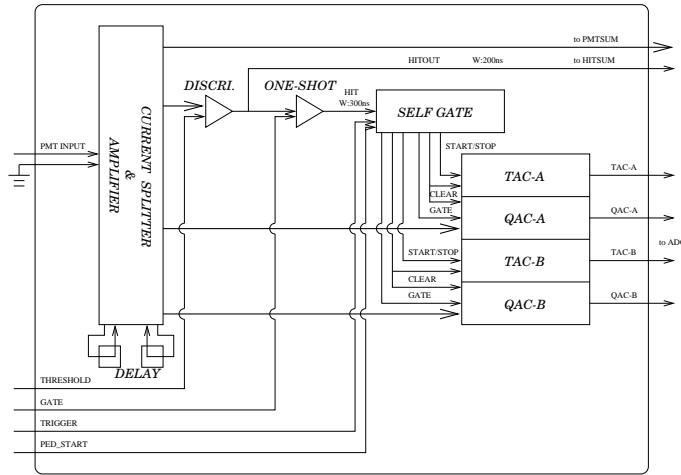 to PMTSUM
HITOUT W:200ns to HITSUM
DISCRI. ONE-SHOT
HIT
W:300ns
SELF GATE
CURRENT SPLITTER
&
AMPLIFIER
PMT INPUT
START/STOP
TAC-A TAC-A
CLEAR
GATE QAC-A QAC-A
to ADC
START/STOP TAC-B TAC-B
CLEAR
GATE QAC-B QAC-B
DELAY
THRESHOLD
GATE
TRIGGER
PED_START